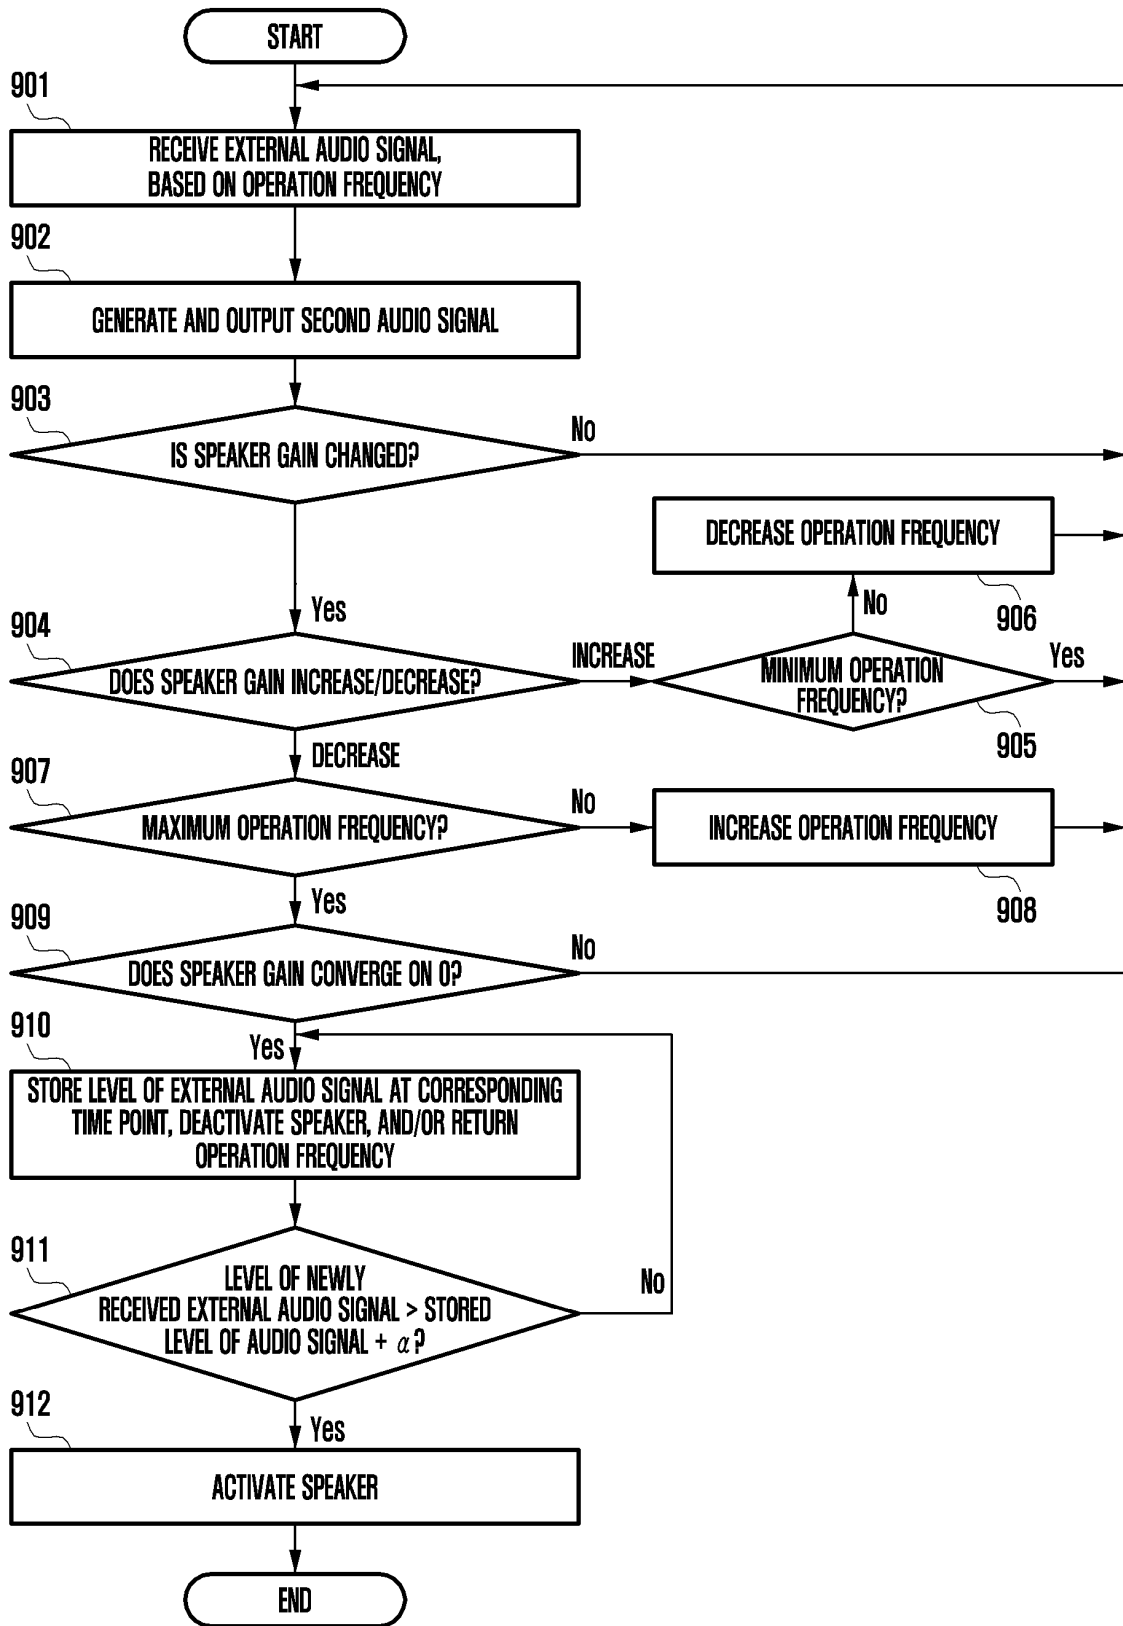 START
901
RECEIVE EXTERNAL AUDIO SIGNAL,
BASED ON OPERATION FREQUENCY
902
GENERATE AND OUTPUT SECOND AUDIO SIGNAL
903
IS SPEAKER GAIN CHANGED?
No
Yes
DECREASE OPERATION FREQUENCY
906
No
904
DOES SPEAKER GAIN INCREASE/DECREASE?
INCREASE
MINIMUM OPERATION
FREQUENCY?
Yes
905
DECREASE
907
MAXIMUM OPERATION FREQUENCY?
No
INCREASE OPERATION FREQUENCY
908
Yes
909
DOES SPEAKER GAIN CONVERGE ON 0?
No
Yes
910
STORE LEVEL OF EXTERNAL AUDIO SIGNAL AT CORRESPONDING
TIME POINT, DEACTIVATE SPEAKER, AND/OR RETURN
OPERATION FREQUENCY
911
LEVEL OF NEWLY
RECEIVED EXTERNAL AUDIO SIGNAL > STORED
LEVEL OF AUDIO SIGNAL + α?
No
Yes
912
ACTIVATE SPEAKER
END